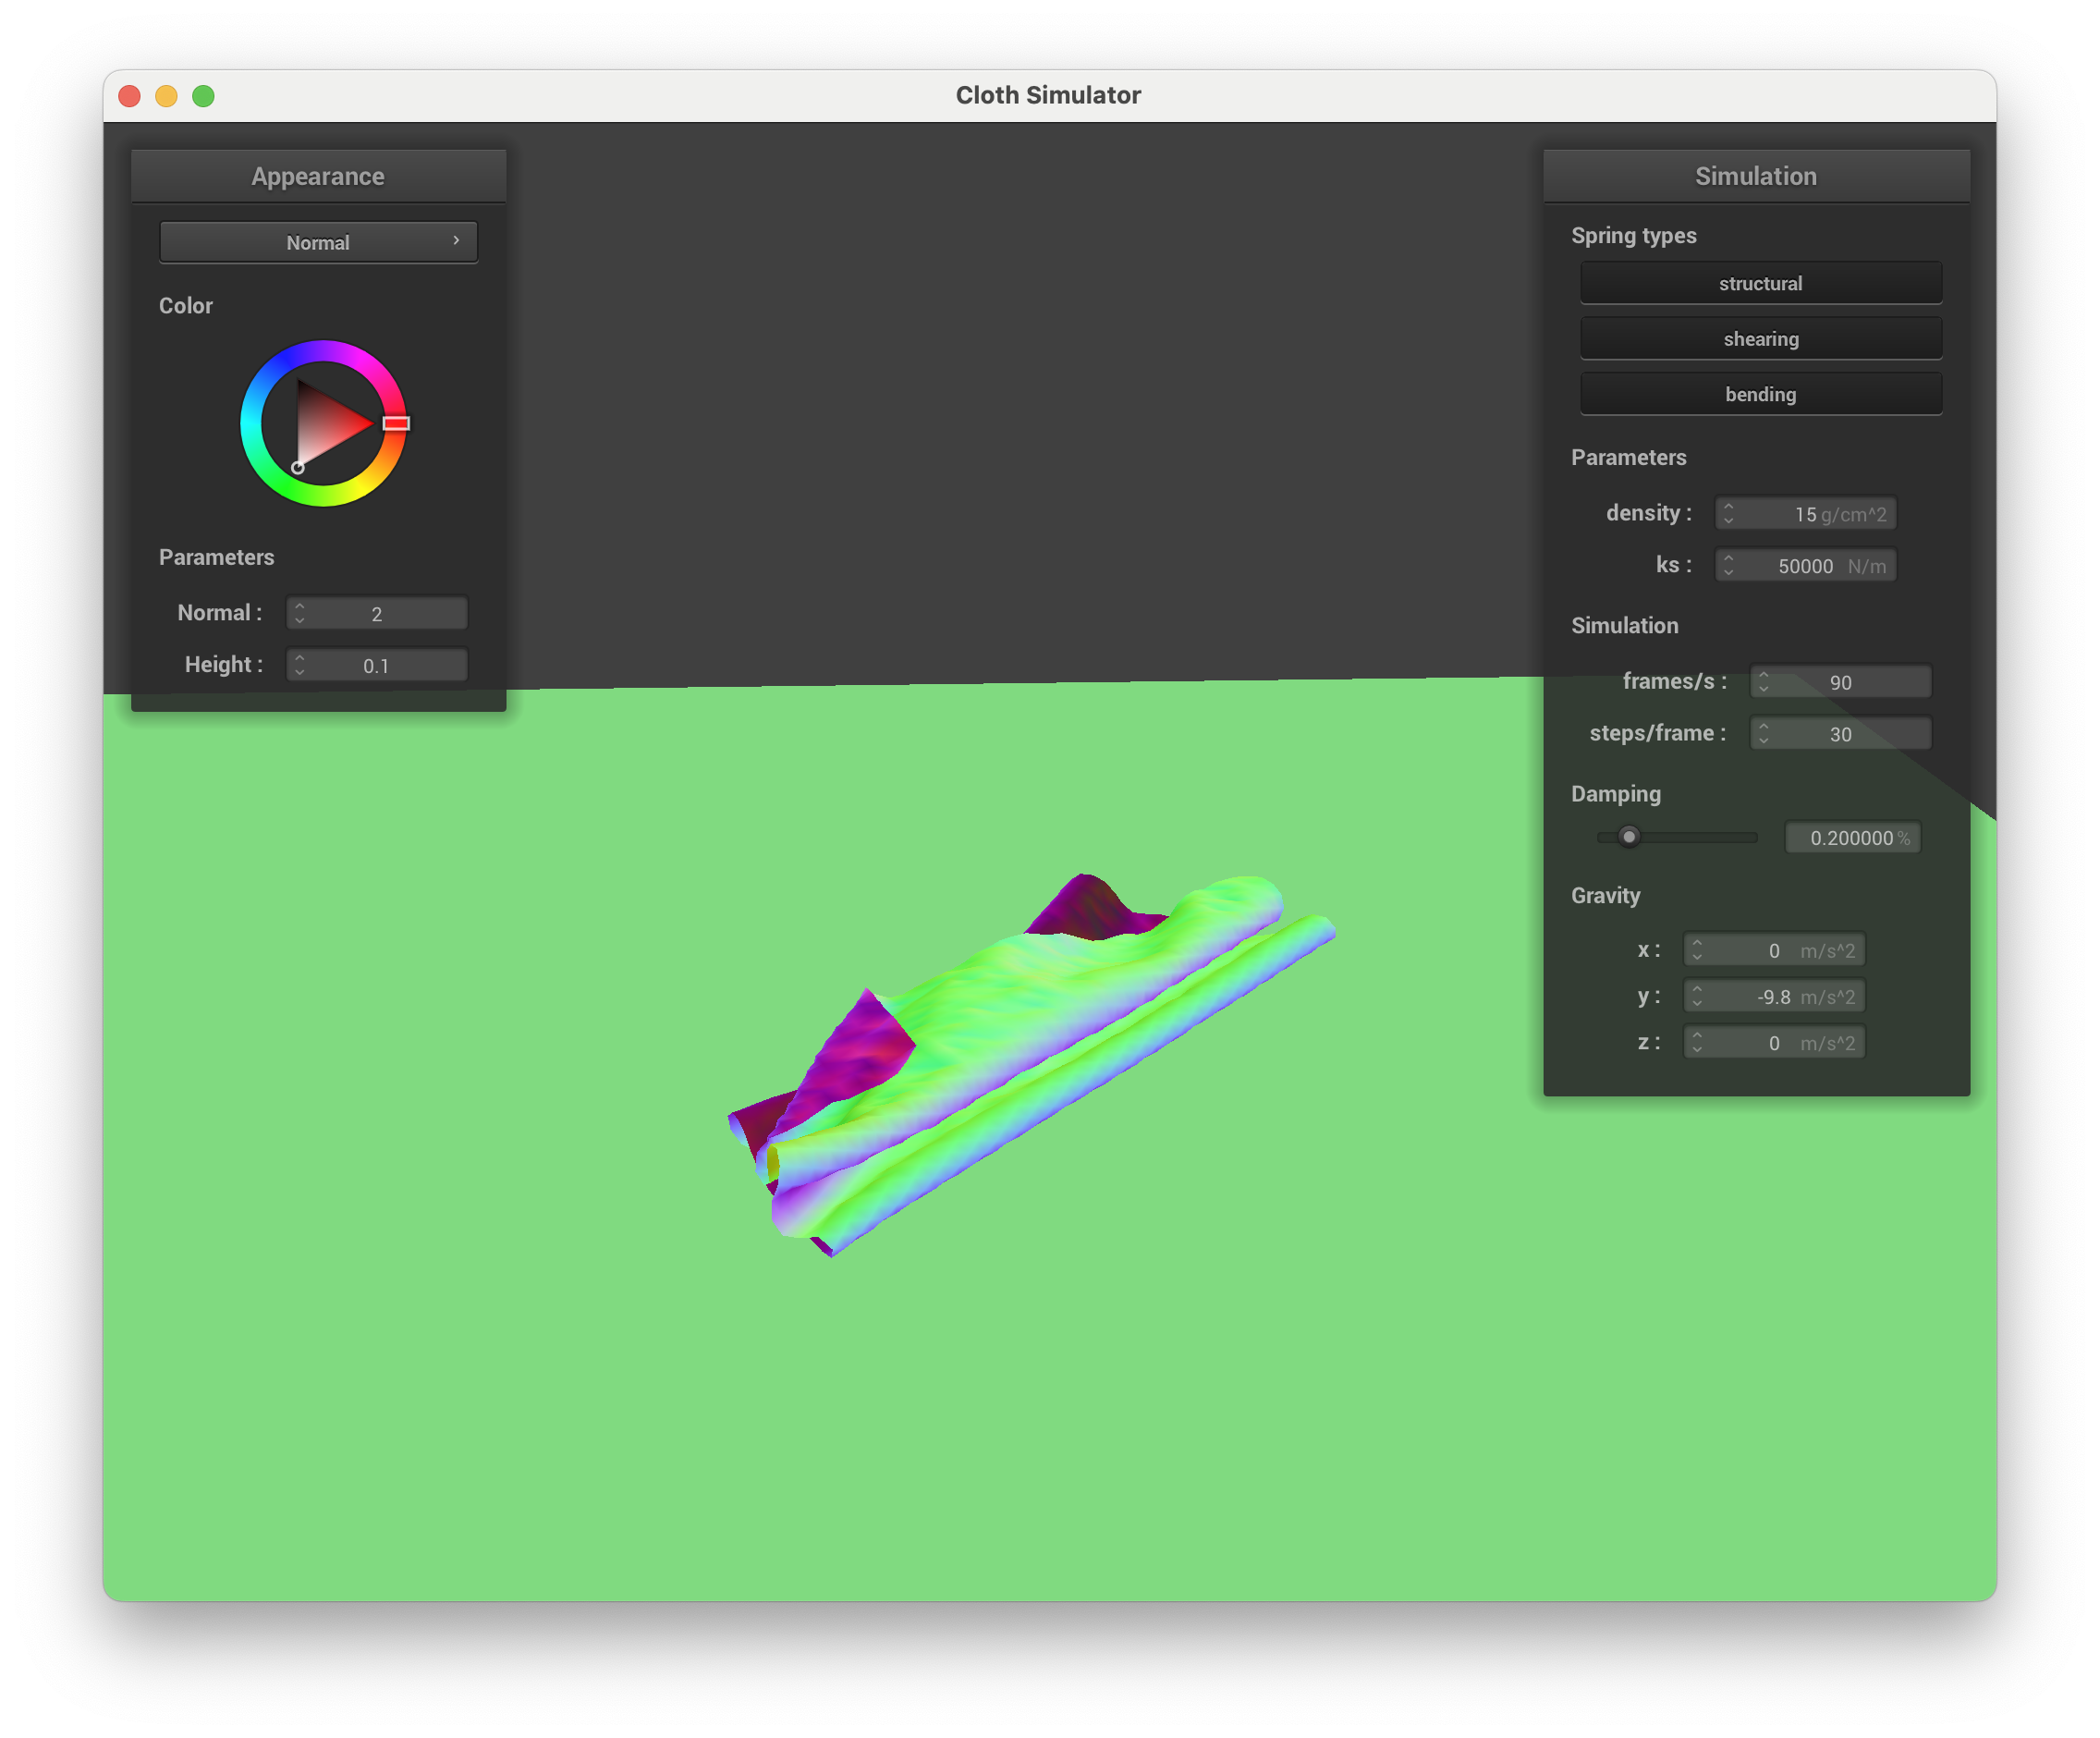 Cloth Simulator
Appearance
Normal
Color
Parameters
Normal : 2
Height : 0.1
Simulation
Spring types
structural
shearing
bending
Parameters
density : 15 g/cm^2
ks : 50000 N/m
Simulation
frames/s : 90
steps/frame : 30
Damping
0.200000 %
Gravity
x : 0 m/s^2
y : -9.8 m/s^2
z : 0 m/s^2